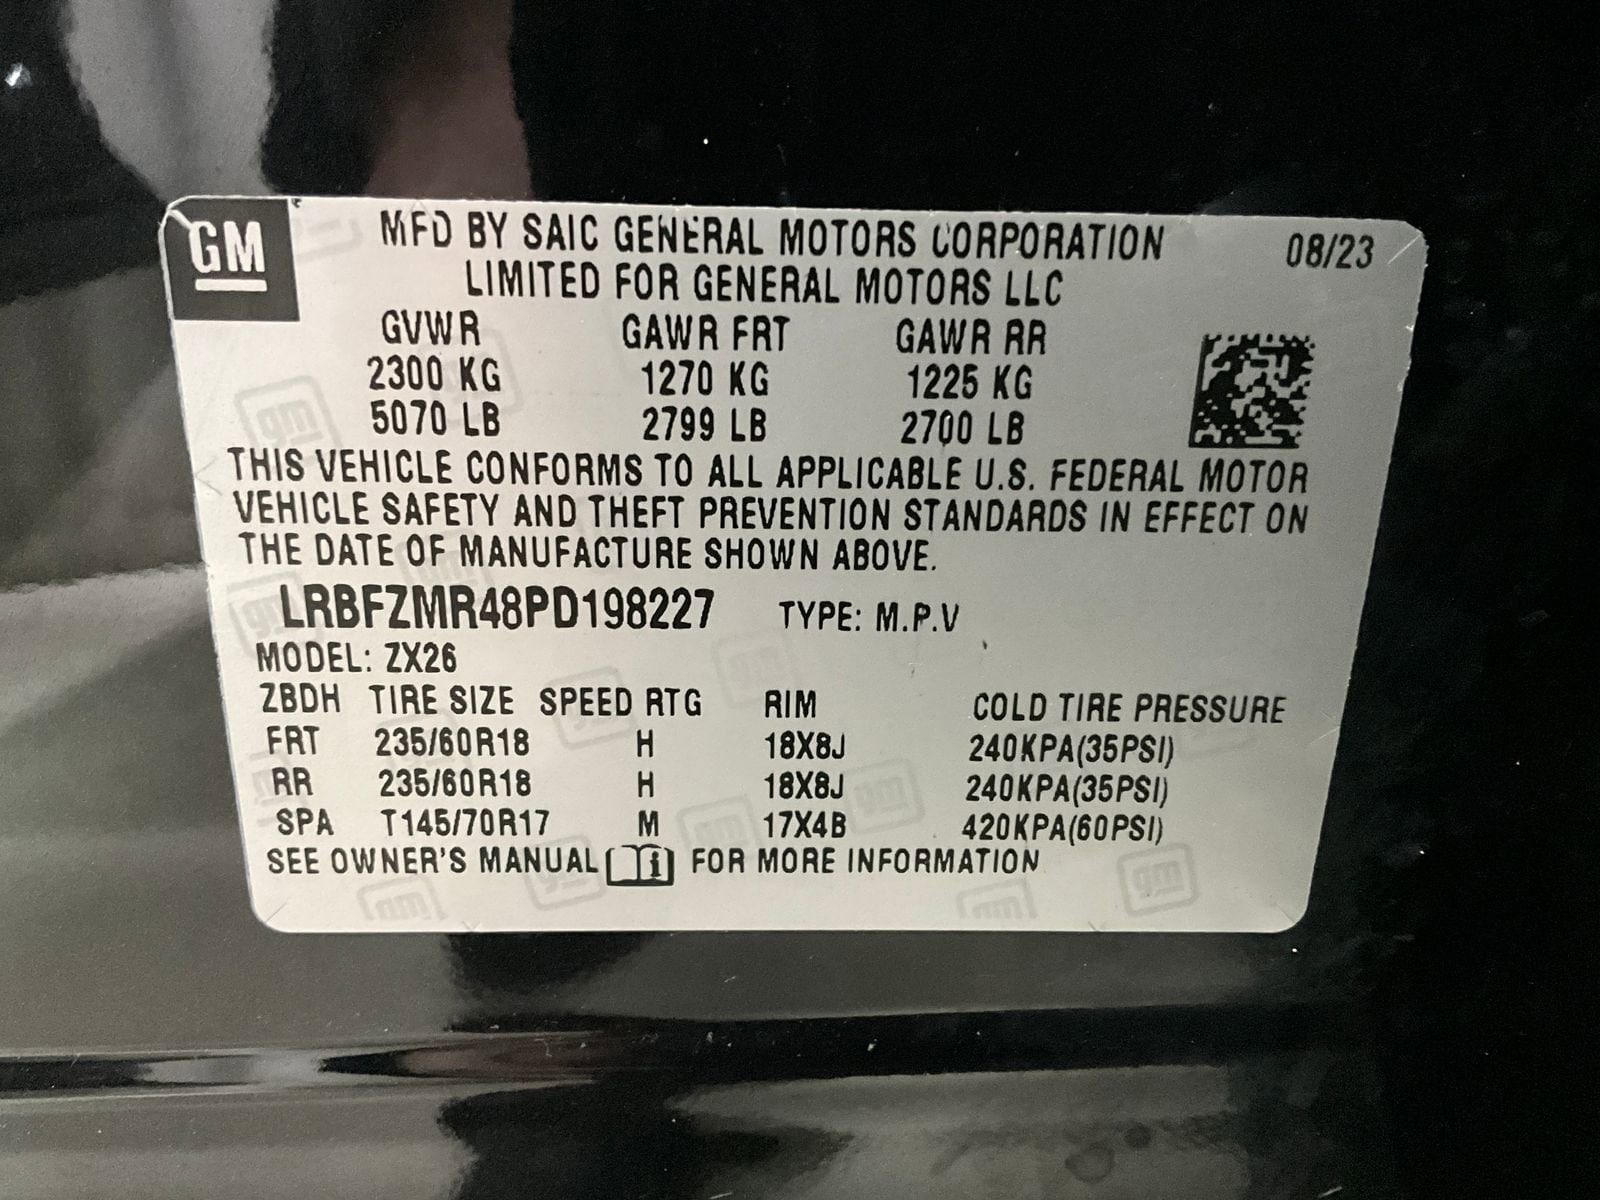 GM
MFD BY SAIC GENERAL MOTORS CORPORATION 08/23
LIMITED FOR GENERAL MOTORS LLC
GVWR GAWR FRT GAWR RR
2300 KG 1270 KG 1225 KG
5070 LB 2799 LB 2700 LB
THIS VEHICLE CONFORMS TO ALL APPLICABLE U.S. FEDERAL MOTOR
VEHICLE SAFETY AND THEFT PREVENTION STANDARDS IN EFFECT ON
THE DATE OF MANUFACTURE SHOWN ABOVE.
LRBFZMR48PD198227 TYPE: M.P.V
MODEL: ZX26
ZBDH TIRE SIZE SPEED RTG RIM COLD TIRE PRESSURE
FRT 235/60R18 H 18X8J 240KPA(35PSI)
RR 235/60R18 H 18X8J 240KPA(35PSI)
SPA T145/70R17 M 17X4B 420KPA(60PSI)
SEE OWNER'S MANUAL FOR MORE INFORMATION